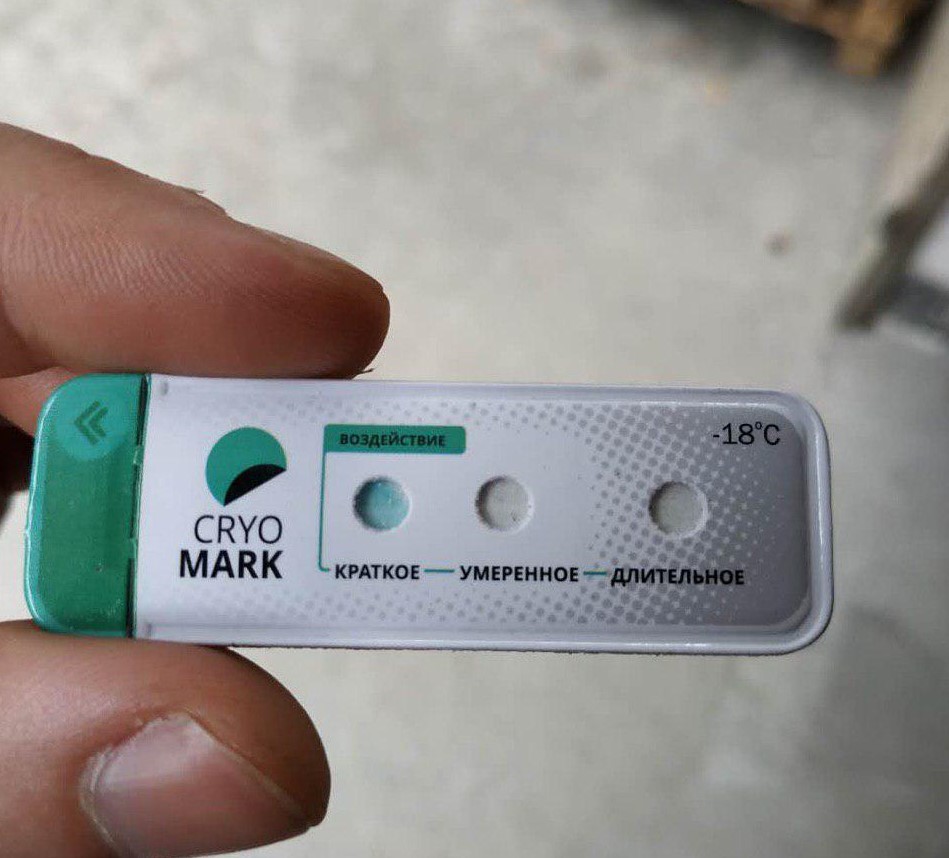 ВОЗДЕЙСТВИЕ
-18°C
CRYO
MARK
КРАТКОЕ — УМЕРЕННОЕ — ДЛИТЕЛЬНОЕ